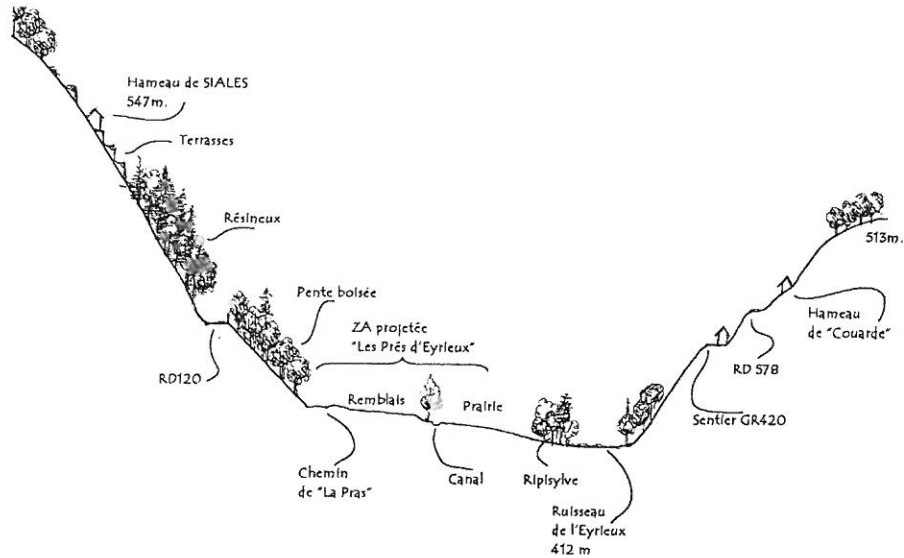 Hameau de SIALES
547m.
Terrasses
Résineux
513m.
Pente boisée
ZA projetée
"Les Prés d'Eyrieux"
Hameau
de "Couarde"
RD 578
RD120
Remblais
Prairie
Sentier GR420
Chemin
de "La Pras"
Canal
Ripisylve
Ruisseau
de l'Eyrieux
412 m